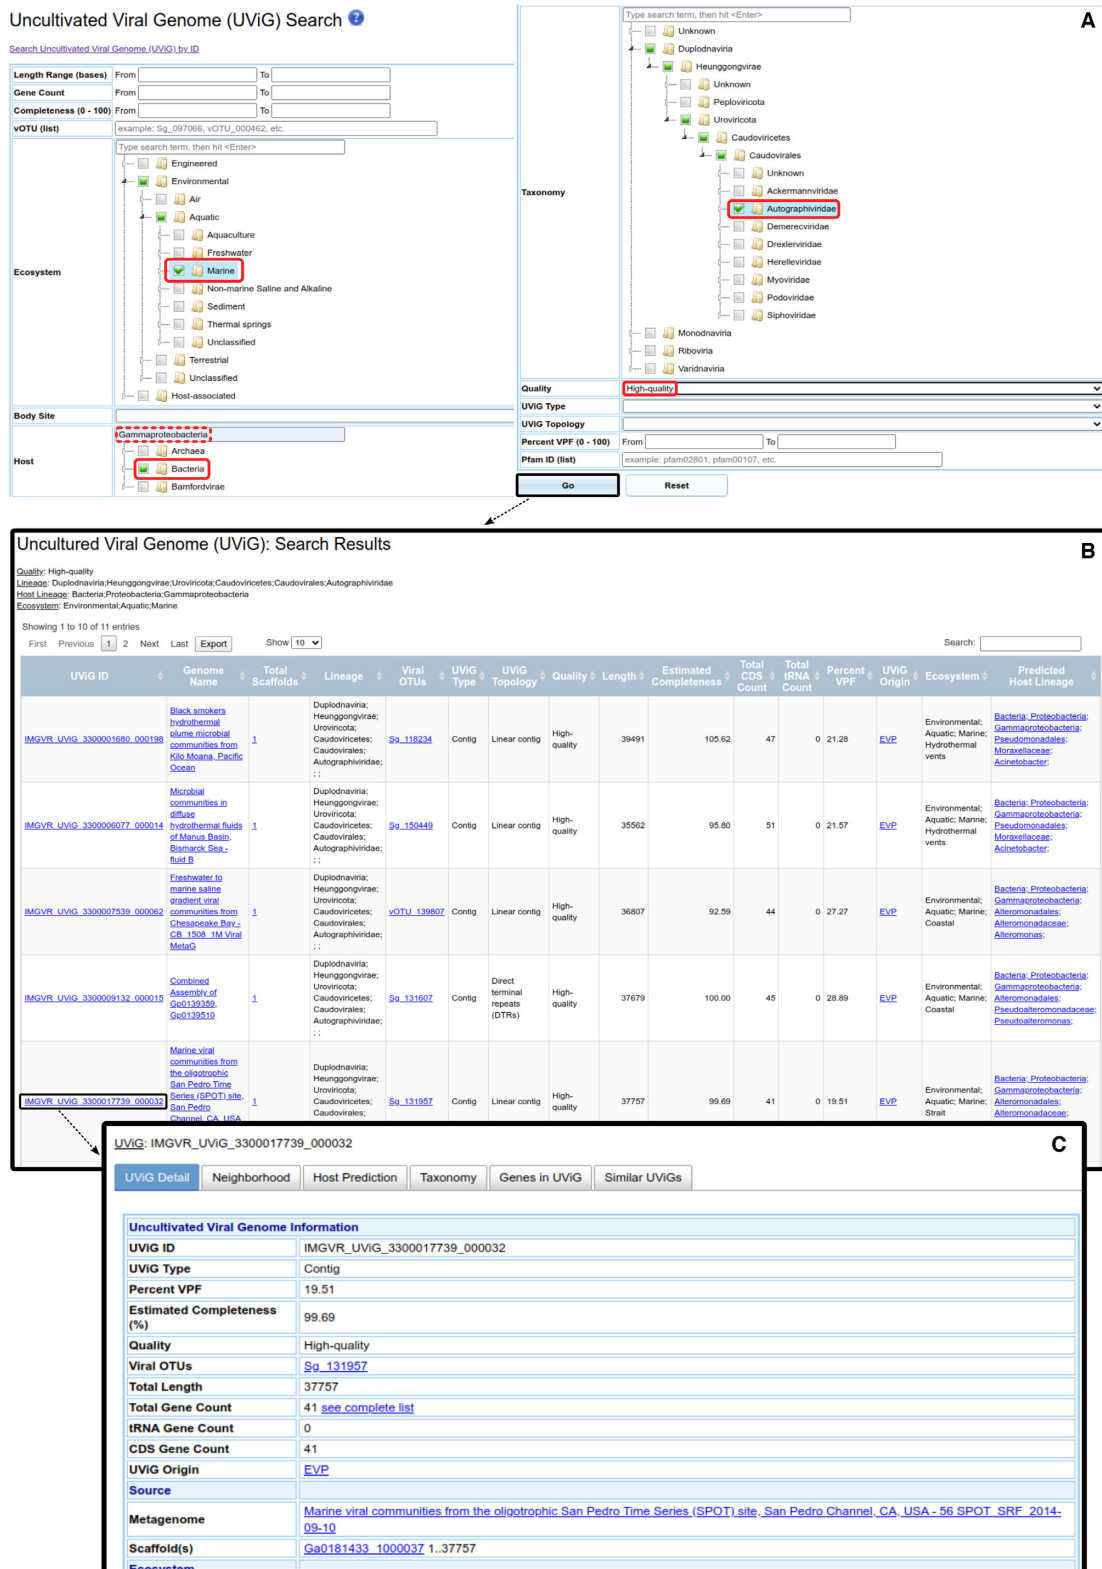 Uncultivated Viral Genome (UViG) Search ?
Search Uncultivated Viral Genome (UViG) by ID
Length Range (bases) From To
Gene Count From To
Completeness (0 - 100) From To
vOTU (list) example: Sg_097066, vOTU_000462, etc.
Ecosystem
Type search term, then hit <Enter>
Engineered
Environmental
Air
Aquatic
Aquaculture
Freshwater
Marine
Non-marine Saline and Alkaline
Sediment
Thermal springs
Unclassified
Terrestrial
Unclassified
Host-associated
Body Site
Host
Gammaproteobacteria
Archaea
Bacteria
Bamfordvirae
A
Taxonomy
Type search term, then hit <Enter>
Unknown
Duplodnaviria
Heunggongvirae
Unknown
Peploviricota
Uroviricota
Caudoviricetes
Caudovirales
Unknown
Ackermannviridae
Autographiviridae
Demerecviridae
Drexlerviridae
Herelleviridae
Myoviridae
Podoviridae
Siphoviridae
Monodnaviria
Riboviria
Varidnaviria
Quality High-quality
UViG Type
UViG Topology
Percent VPF (0 - 100) From To
Pfam ID (list) example: pfam02801, pfam00107, etc.
Go Reset
Uncultured Viral Genome (UViG): Search Results
B
Quality: High-quality
Lineage: Duplodnaviria;Heunggongvirae;Uroviricota;Caudoviricetes;Caudovirales;Autographiviridae
Host Lineage: Bacteria;Proteobacteria;Gammaproteobacteria
Ecosystem: Environmental;Aquatic;Marine
Showing 1 to 10 of 11 entries
First Previous 1 2 Next Last Export Show 10 Search:
UViG ID
Genome
Name
Total
Scaffolds
Lineage
Viral
OTUs
UViG
Type
UViG
Topology
Quality
Length
Estimated
Completeness
Total
CDS
Count
Total
tRNA
Count
Percent
VPF
UViG
Origin
Ecosystem
Predicted
Host Lineage
IMGVR_UViG_3300001680_000198
Black smokers
hydrothermal
plume microbial
communities from
Kilo Moana, Pacific
Ocean
1
Duplodnaviria;
Heunggongvirae;
Uroviricota;
Caudoviricetes;
Caudovirales;
Autographiviridae;
; ;
Sg_118234
Contig
Linear contig
High-
quality
39491
105.62
47
0
21.28
EVP
Environmental;
Aquatic; Marine;
Hydrothermal
vents
Bacteria; Proteobacteria;
Gammaproteobacteria;
Pseudomonadales;
Moraxellaceae;
Acinetobacter;
IMGVR_UViG_3300006077_000014
Microbial
communities in
diffuse
hydrothermal fluids
of Manus Basin,
Bismarck Sea -
fluid B
1
Duplodnaviria;
Heunggongvirae;
Uroviricota;
Caudoviricetes;
Caudovirales;
Autographiviridae;
; ;
Sg_150449
Contig
Linear contig
High-
quality
35562
95.80
51
0
21.57
EVP
Environmental;
Aquatic; Marine;
Hydrothermal
vents
Bacteria; Proteobacteria;
Gammaproteobacteria;
Pseudomonadales;
Moraxellaceae;
Acinetobacter;
IMGVR_UViG_3300007539_000062
Freshwater to
marine saline
gradient viral
communities from
Chesapeake Bay -
CB_1508_1M Viral
MetaG
1
Duplodnaviria;
Heunggongvirae;
Uroviricota;
Caudoviricetes;
Caudovirales;
Autographiviridae;
; ;
vOTU_139807
Contig
Linear contig
High-
quality
36807
92.59
44
0
27.27
EVP
Environmental;
Aquatic; Marine;
Coastal
Bacteria; Proteobacteria;
Gammaproteobacteria;
Alteromonadales;
Alteromonadaceae;
Alteromonas;
IMGVR_UViG_3300009132_000015
Combined
Assembly of
Gp0139359,
Gp0139510
1
Duplodnaviria;
Heunggongvirae;
Uroviricota;
Caudoviricetes;
Caudovirales;
Autographiviridae;
; ;
Sg_131607
Contig
Direct
terminal
repeats
(DTRs)
High-
quality
37679
100.00
45
0
28.89
EVP
Environmental;
Aquatic; Marine;
Coastal
Bacteria; Proteobacteria;
Gammaproteobacteria;
Alteromonadales;
Pseudoalteromonadaceae;
Pseudoalteromonas;
IMGVR_UViG_3300017739_000032
Marine viral
communities from
the oligotrophic
San Pedro Time
Series (SPOT) site,
San Pedro
Channel, CA, USA
1
Duplodnaviria;
Heunggongvirae;
Uroviricota;
Caudoviricetes;
Caudovirales;
Sg_131957
Contig
Linear contig
High-
quality
37757
99.69
41
0
19.51
EVP
Environmental;
Aquatic; Marine;
Strait
Bacteria; Proteobacteria;
Gammaproteobacteria;
Alteromonadales;
Alteromonadaceae;
UViG: IMGVR_UViG_3300017739_000032
C
UViG Detail Neighborhood Host Prediction Taxonomy Genes in UViG Similar UViGs
Uncultivated Viral Genome Information
UViG ID IMGVR_UViG_3300017739_000032
UViG Type Contig
Percent VPF 19.51
Estimated Completeness
(%)
99.69
Quality High-quality
Viral OTUs Sg_131957
Total Length 37757
Total Gene Count 41 see complete list
tRNA Gene Count 0
CDS Gene Count 41
UViG Origin EVP
Source
Metagenome
Marine viral communities from the oligotrophic San Pedro Time Series (SPOT) site, San Pedro Channel, CA, USA - 56 SPOT_SRF_2014-
09-10
Scaffold(s) Ga0181433_1000037 1..37757
Ecosystem